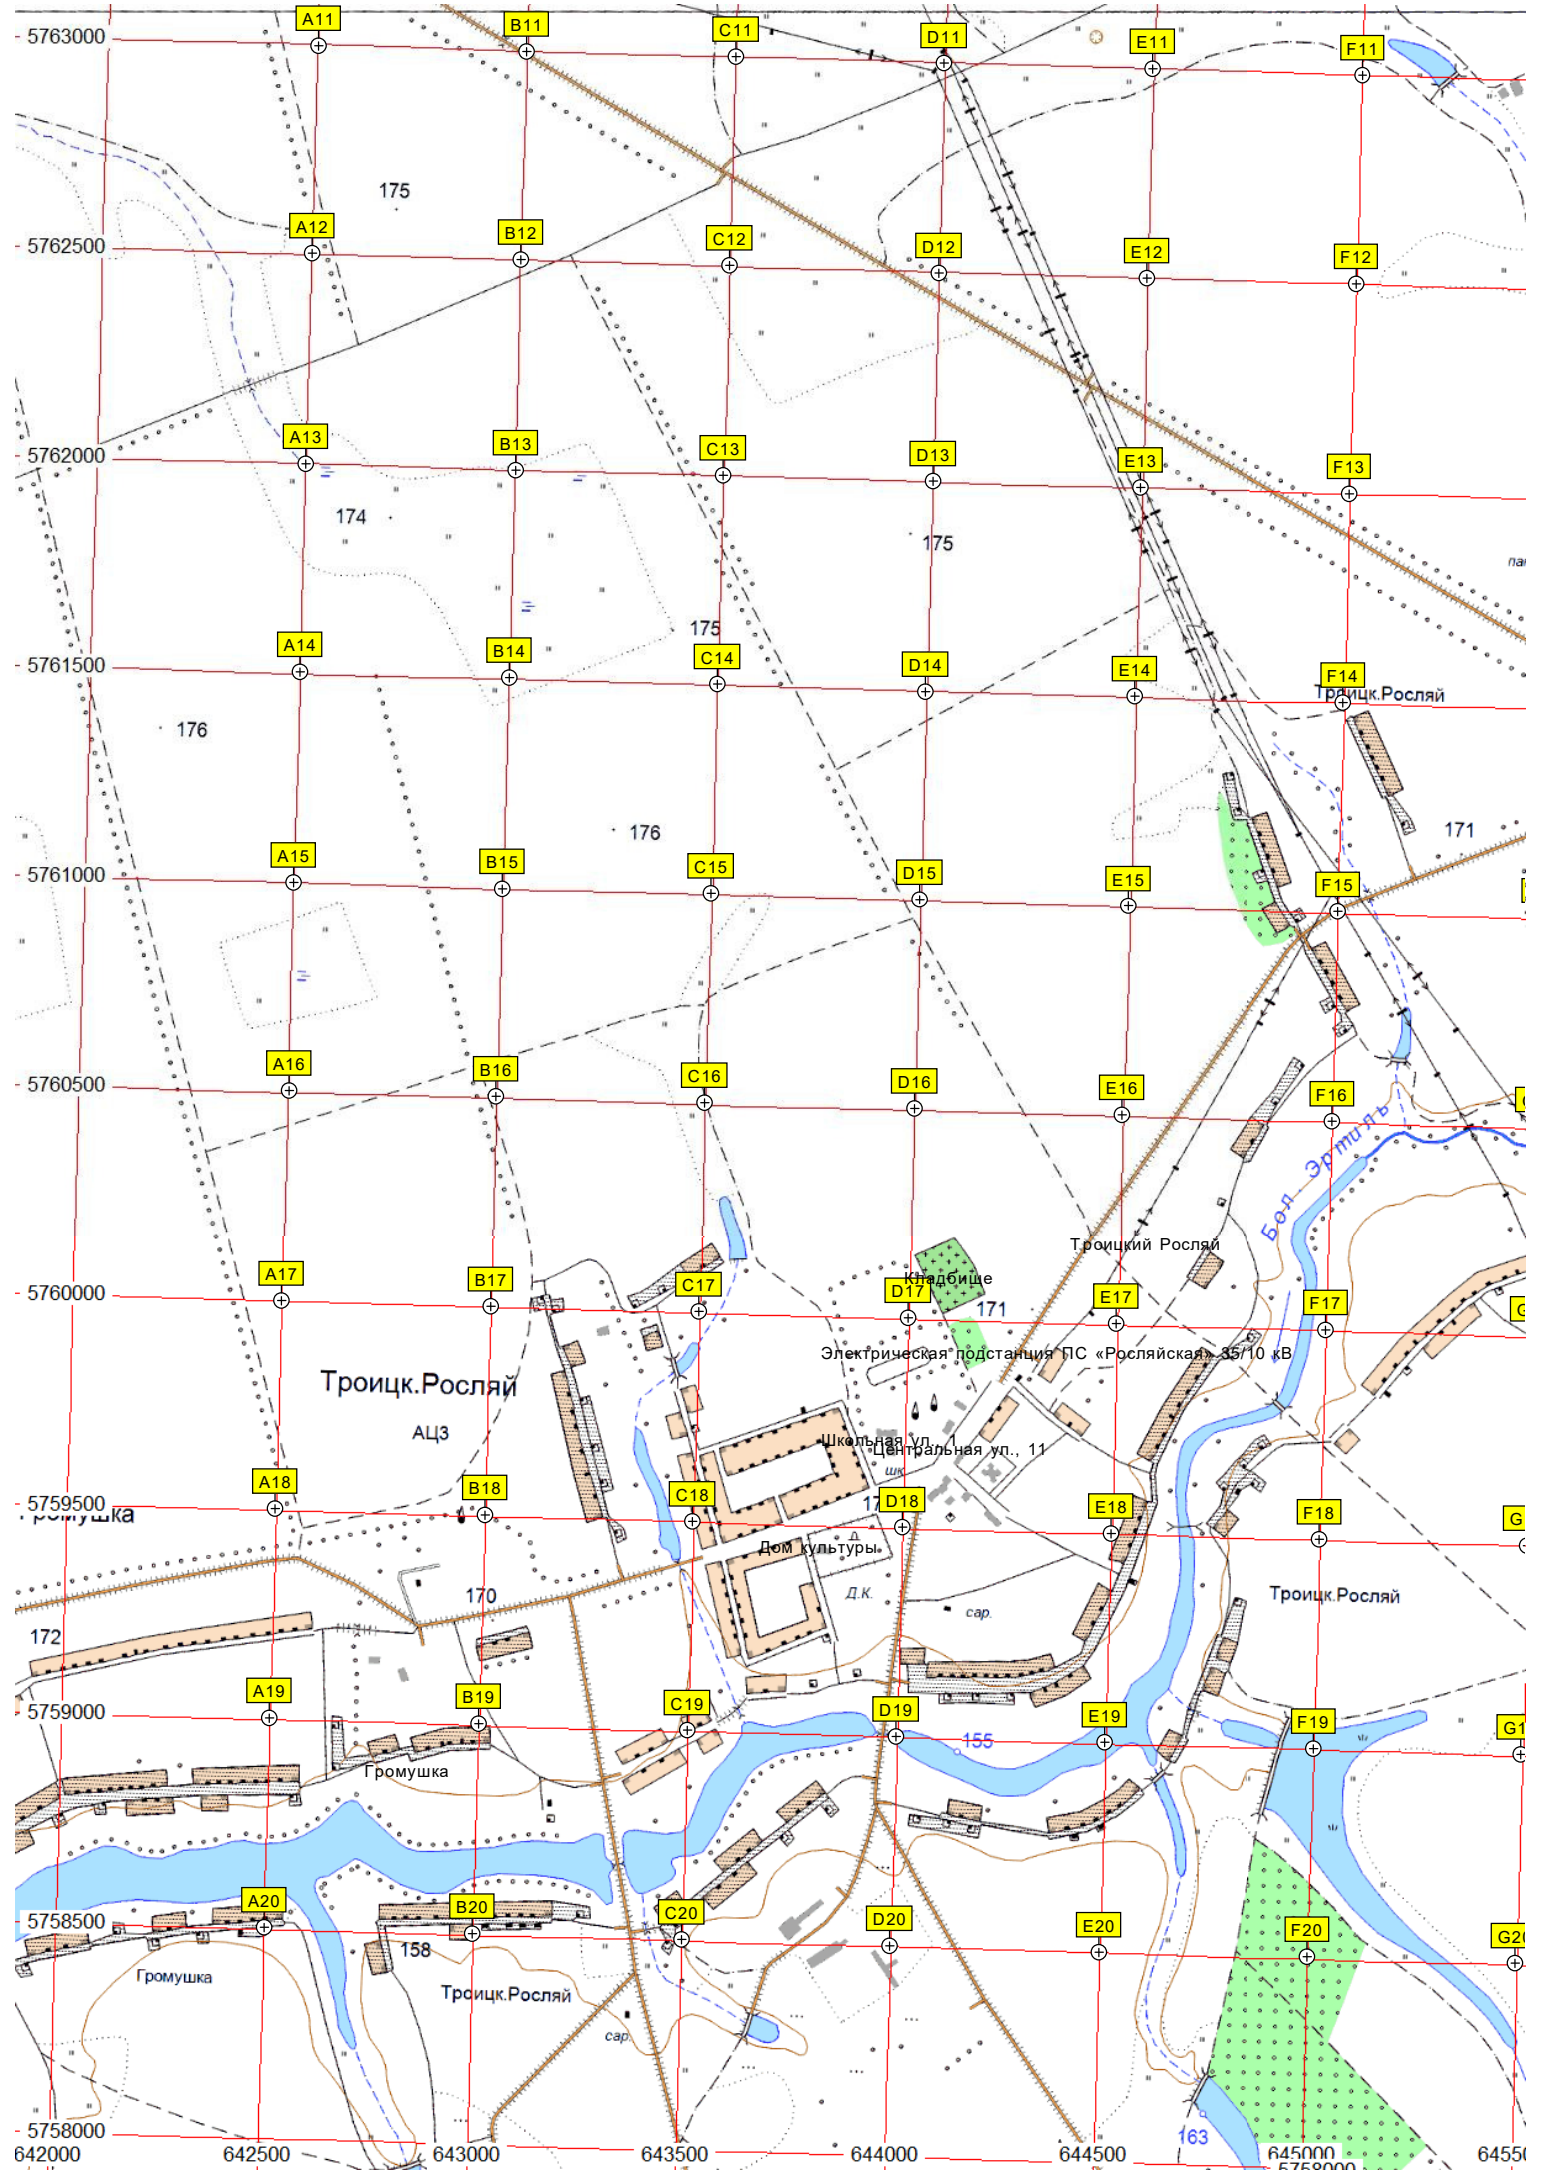 A11
B11
C11
D11
E11
F11
5763000
175
A12
B12
C12
D12
E12
F12
5762500
A13
B13
C13
D13
E13
F13
5762000
174
175
175
A14
B14
C14
D14
E14
F14
5761500
Троицк.Росляй
176
176
171
A15
B15
C15
D15
E15
F15
5761000
A16
B16
C16
D16
E16
F16
5760500
Бол. Эртиль
Троицкий Росляй
Кладбище
A17
B17
C17
D17
E17
F17
5760000
171
Электрическая подстанция ПС «Росляйская» 35/10 кВ
Троицк.Росляй
АЦЗ
Школьная ул., 1
Центральная ул., 11
шк.
A18
B18
C18
D18
E18
F18
5759500
Громушка
Дом культуры
170
Д.К.
сар.
Троицк.Росляй
172
A19
B19
C19
D19
E19
F19
5759000
155
Громушка
A20
B20
C20
D20
E20
F20
G20
5758500
158
Громушка
Троицк.Росляй
сар.
5758000
163
642000
642500
643000
643500
644000
644500
645000
5758000